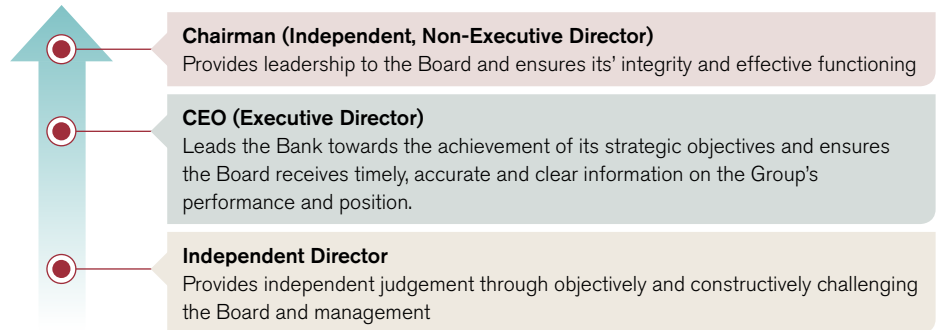 Chairman (Independent, Non-Executive Director)
Provides leadership to the Board and ensures its’ integrity and effective functioning
CEO (Executive Director)
Leads the Bank towards the achievement of its strategic objectives and ensures
the Board receives timely, accurate and clear information on the Group’s
performance and position.
Independent Director
Provides independent judgement through objectively and constructively challenging
the Board and management